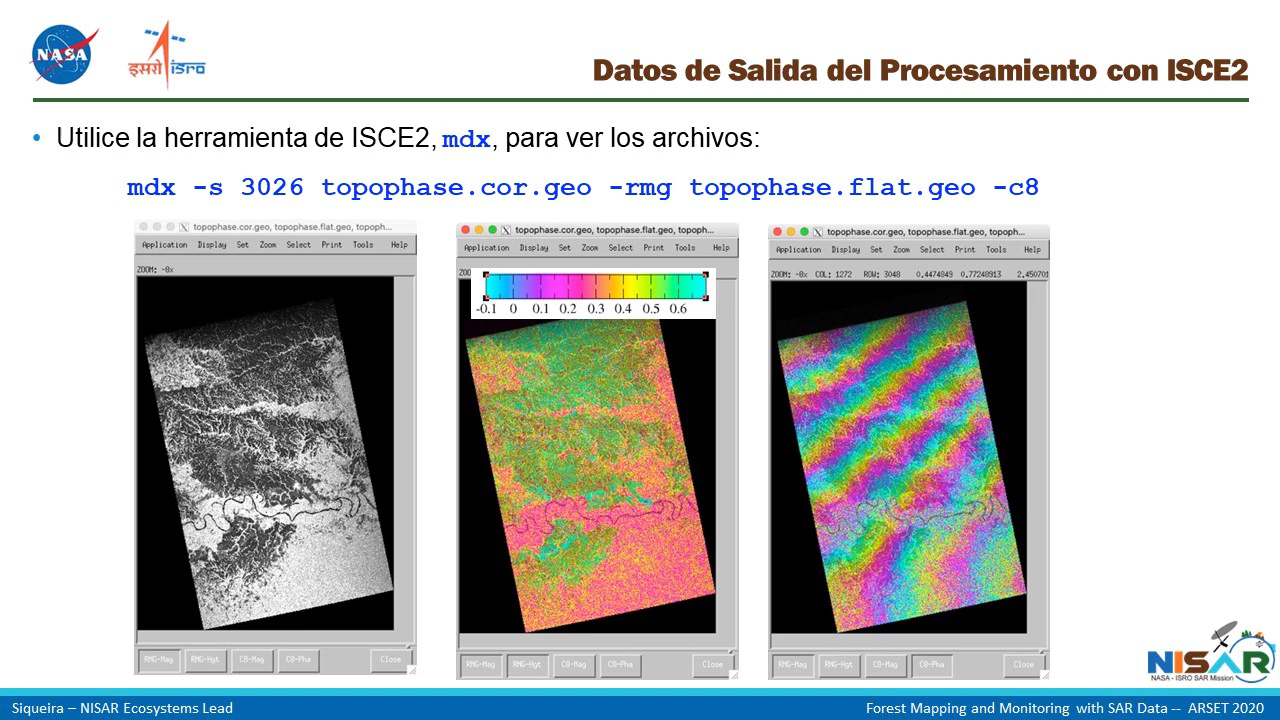 NASA
इसरो isro
Datos de Salida del Procesamiento con ISCE2
• Utilice la herramienta de ISCE2, mdx, para ver los archivos:
mdx -s 3026 topophase.cor.geo -rmg topophase.flat.geo -c8
topophase.cor.geo, topophase.flat.geo, topoph...
Application Display Set Zoom Select Print Tools Help
ZOOM: -8x
RMG-Mag RMG-Hgt C8-Mag C8-Pha Close
topophase.cor.geo, topophase.flat.geo, topoph...
Application Display Set Zoom Select Print Tools Help
-0.1 0 0.1 0.2 0.3 0.4 0.5 0.6
RMG-Mag RMG-Hgt C8-Mag C8-Pha Close
topophase.cor.geo, topophase.flat.geo, topoph...
Application Display Set Zoom Select Print Tools Help
ZOOM: -8x COL: 1272 ROW: 3048 0.4474849 0.77248913 2.450701
RMG-Mag RMG-Hgt C8-Mag C8-Pha Close
NISAR
NASA - ISRO SAR Mission
Siqueira – NISAR Ecosystems Lead
Forest Mapping and Monitoring with SAR Data -- ARSET 2020